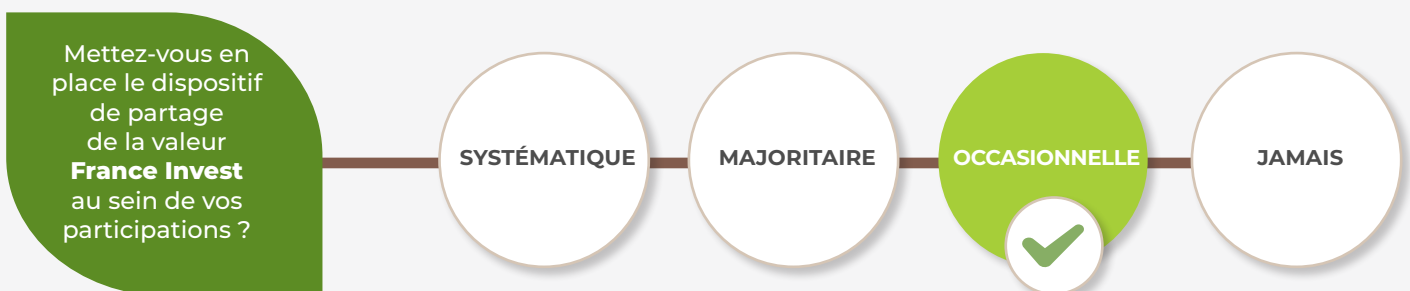 Mettez-vous en
place le dispositif
de partage
de la valeur
France Invest
au sein de vos
participations ?
SYSTÉMATIQUE
MAJORITAIRE
OCCASIONNELLE
JAMAIS